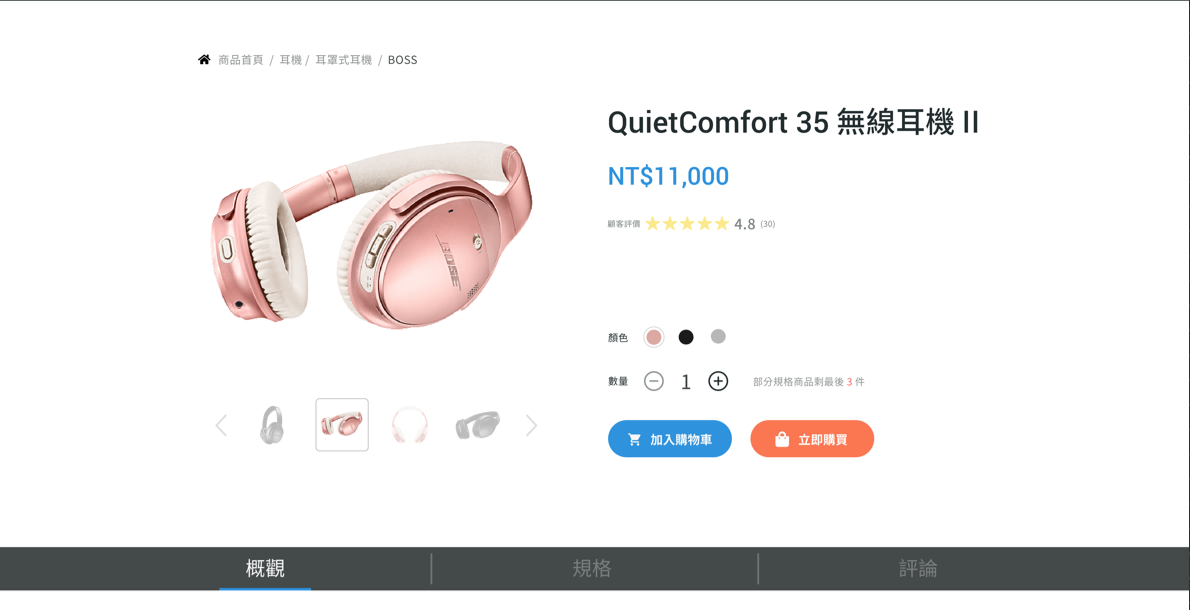 商品首頁 / 耳機 / 耳罩式耳機 / BOSS
QuietComfort 35 無線耳機 II
NT$11,000
顧客評價 4.8 (30)
BOSE
顏色
數量 1 部分規格商品剩最後 3 件
加入購物車 立即購買
概觀 規格 評論